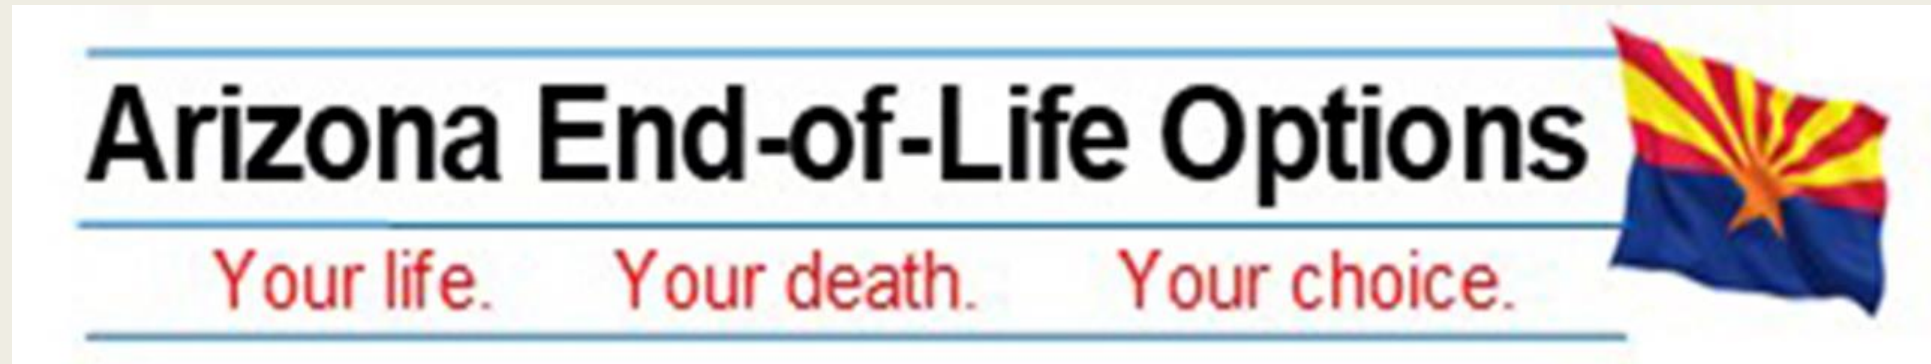 Arizona End-of-Life Options
Your life. Your death. Your choice.